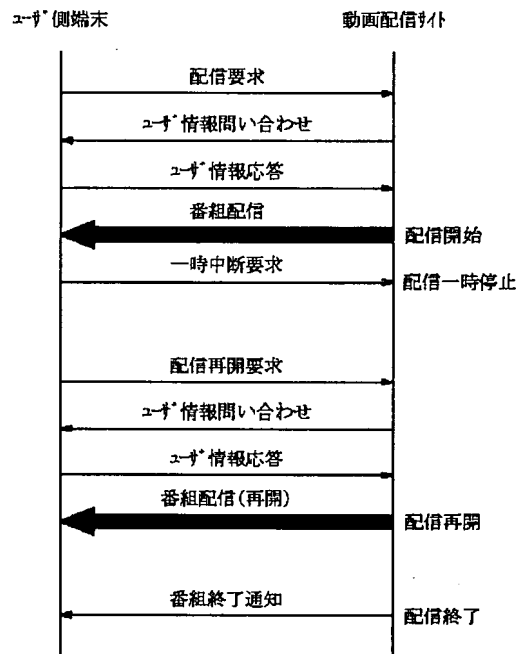 ユーザ側端末
動画配信サイト
配信要求
ユーザ情報問い合わせ
ユーザ情報応答
番組配信
配信開始
一時中断要求
配信一時停止
配信再開要求
ユーザ情報問い合わせ
ユーザ情報応答
番組配信(再開)
配信再開
番組終了通知
配信終了